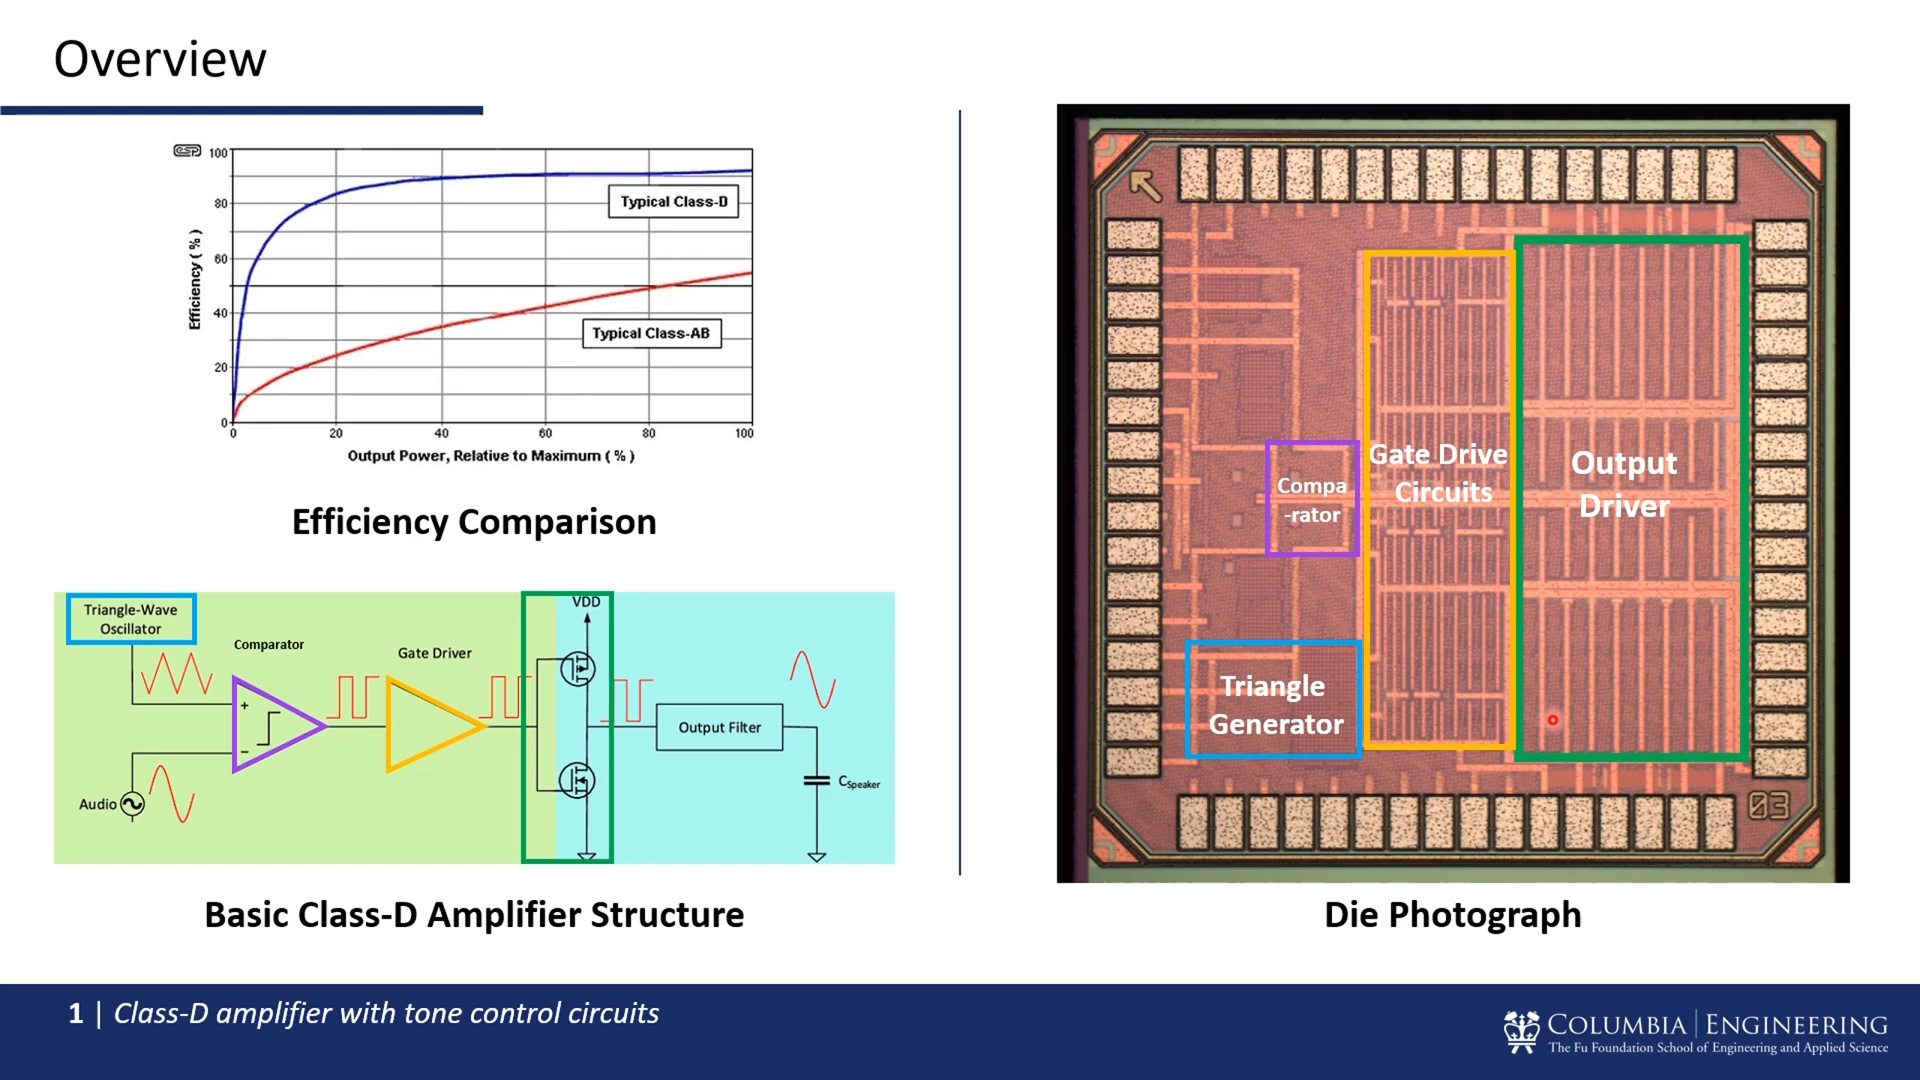 Overview
ESP
100
80
60
40
20
0
Efficiency ( % )
Typical Class-D
Typical Class-AB
0 20 40 60 80 100
Output Power, Relative to Maximum ( % )
Efficiency Comparison
Triangle-Wave
Oscillator
Comparator
Gate Driver
VDD
+
−
Output Filter
Audio
CSpeaker
Basic Class-D Amplifier Structure
Gate Drive
Circuits
Output
Driver
Compa
-rator
Triangle
Generator
03
Die Photograph
1 | Class-D amplifier with tone control circuits
COLUMBIA | ENGINEERING
The Fu Foundation School of Engineering and Applied Science